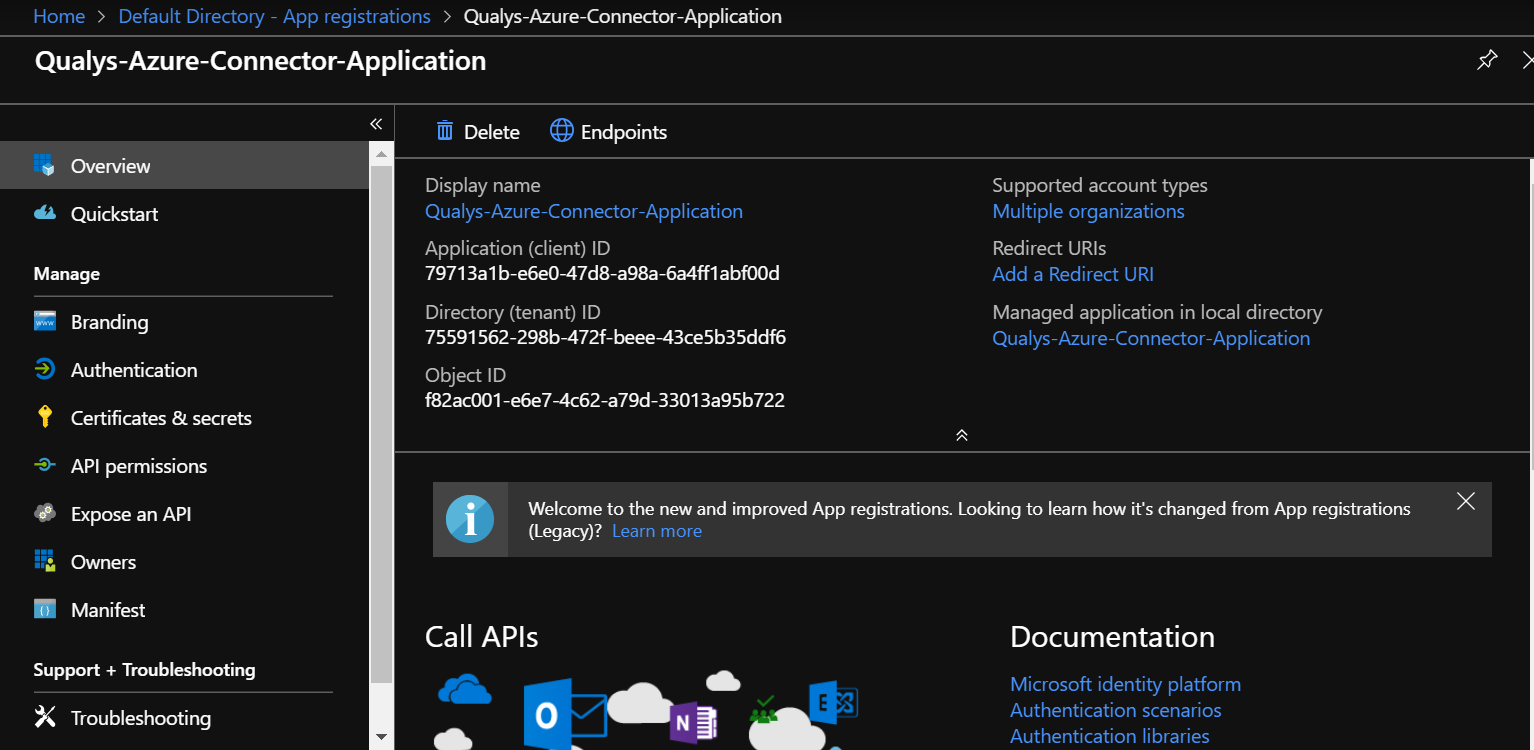 Home > Default Directory - App registrations > Qualys-Azure-Connector-Application
Qualys-Azure-Connector-Application
Overview
Quickstart
Manage
Branding
Authentication
Certificates & secrets
API permissions
Expose an API
Owners
Manifest
Support + Troubleshooting
Troubleshooting
Delete Endpoints
Display name
Qualys-Azure-Connector-Application
Application (client) ID
79713a1b-e6e0-47d8-a98a-6a4ff1abf00d
Directory (tenant) ID
75591562-298b-472f-beee-43ce5b35ddf6
Object ID
f82ac001-e6e7-4c62-a79d-33013a95b722
Supported account types
Multiple organizations
Redirect URIs
Add a Redirect URI
Managed application in local directory
Qualys-Azure-Connector-Application
Welcome to the new and improved App registrations. Looking to learn how it's changed from App registrations
(Legacy)? Learn more
Call APIs
Documentation
Microsoft identity platform
Authentication scenarios
Authentication libraries